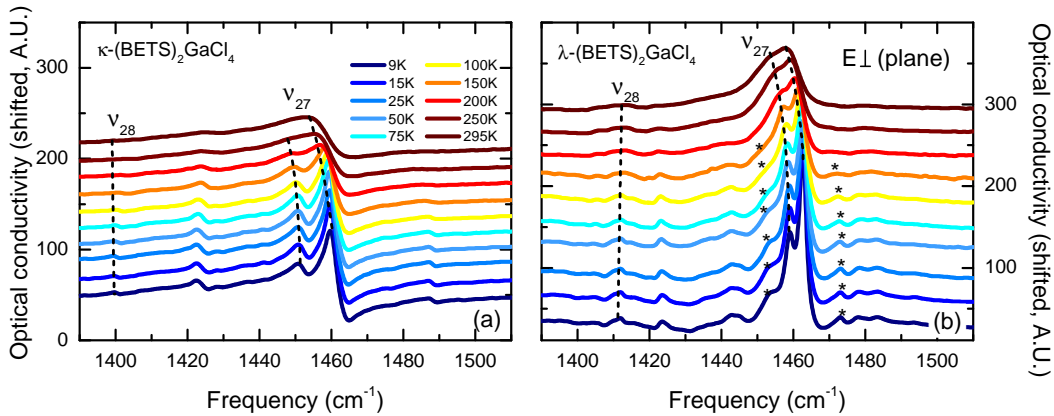 κ-(BETS)₂GaCl₄
ν₂₇
ν₂₈
9K
15K
25K
50K
75K
100K
150K
200K
250K
295K
(a)
Optical conductivity (shifted, A.U.)
0
100
200
300
1400
1420
1440
1460
1480
1500
Frequency (cm⁻¹)
λ-(BETS)₂GaCl₄
ν₂₇
E⊥ (plane)
ν₂₈
* * * * * * * * * * * *
(b)
100
200
300
Optical conductivity (shifted, A.U.)
1400
1420
1440
1460
1480
1500
Frequency (cm⁻¹)